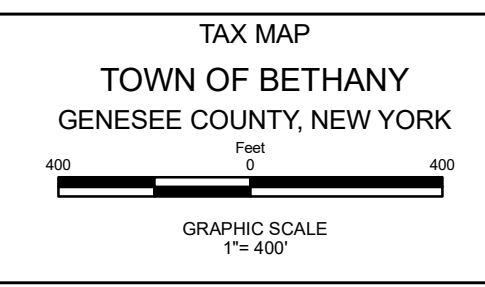 TAX MAP
TOWN OF BETHANY
GENESEE COUNTY, NEW YORK
Feet
400 0 400
GRAPHIC SCALE
1"= 400'